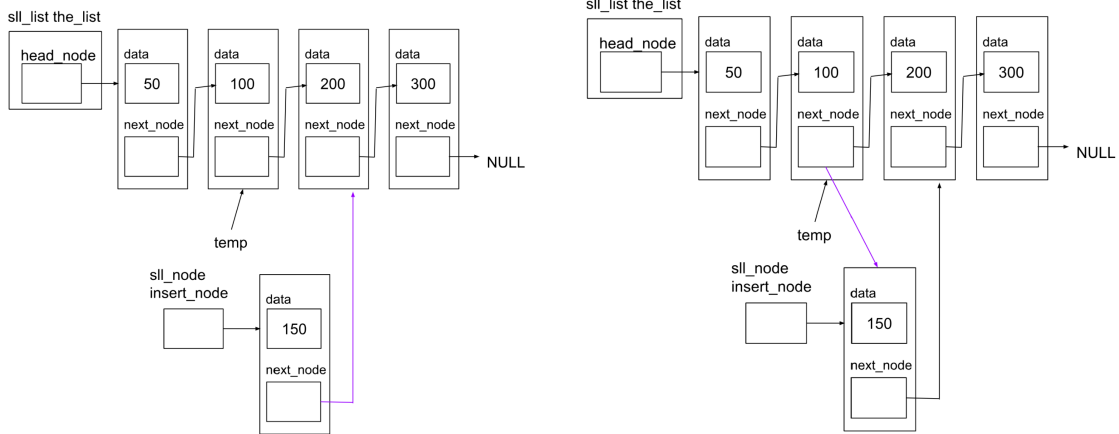 sll_list the_list
head_node
data
data
data
data
50
100
200
300
next_node
next_node
next_node
next_node
NULL
temp
sll_node
insert_node
data
150
next_node
sll_list the_list
head_node
data
data
data
data
50
100
200
300
next_node
next_node
next_node
next_node
NULL
temp
sll_node
insert_node
data
150
next_node